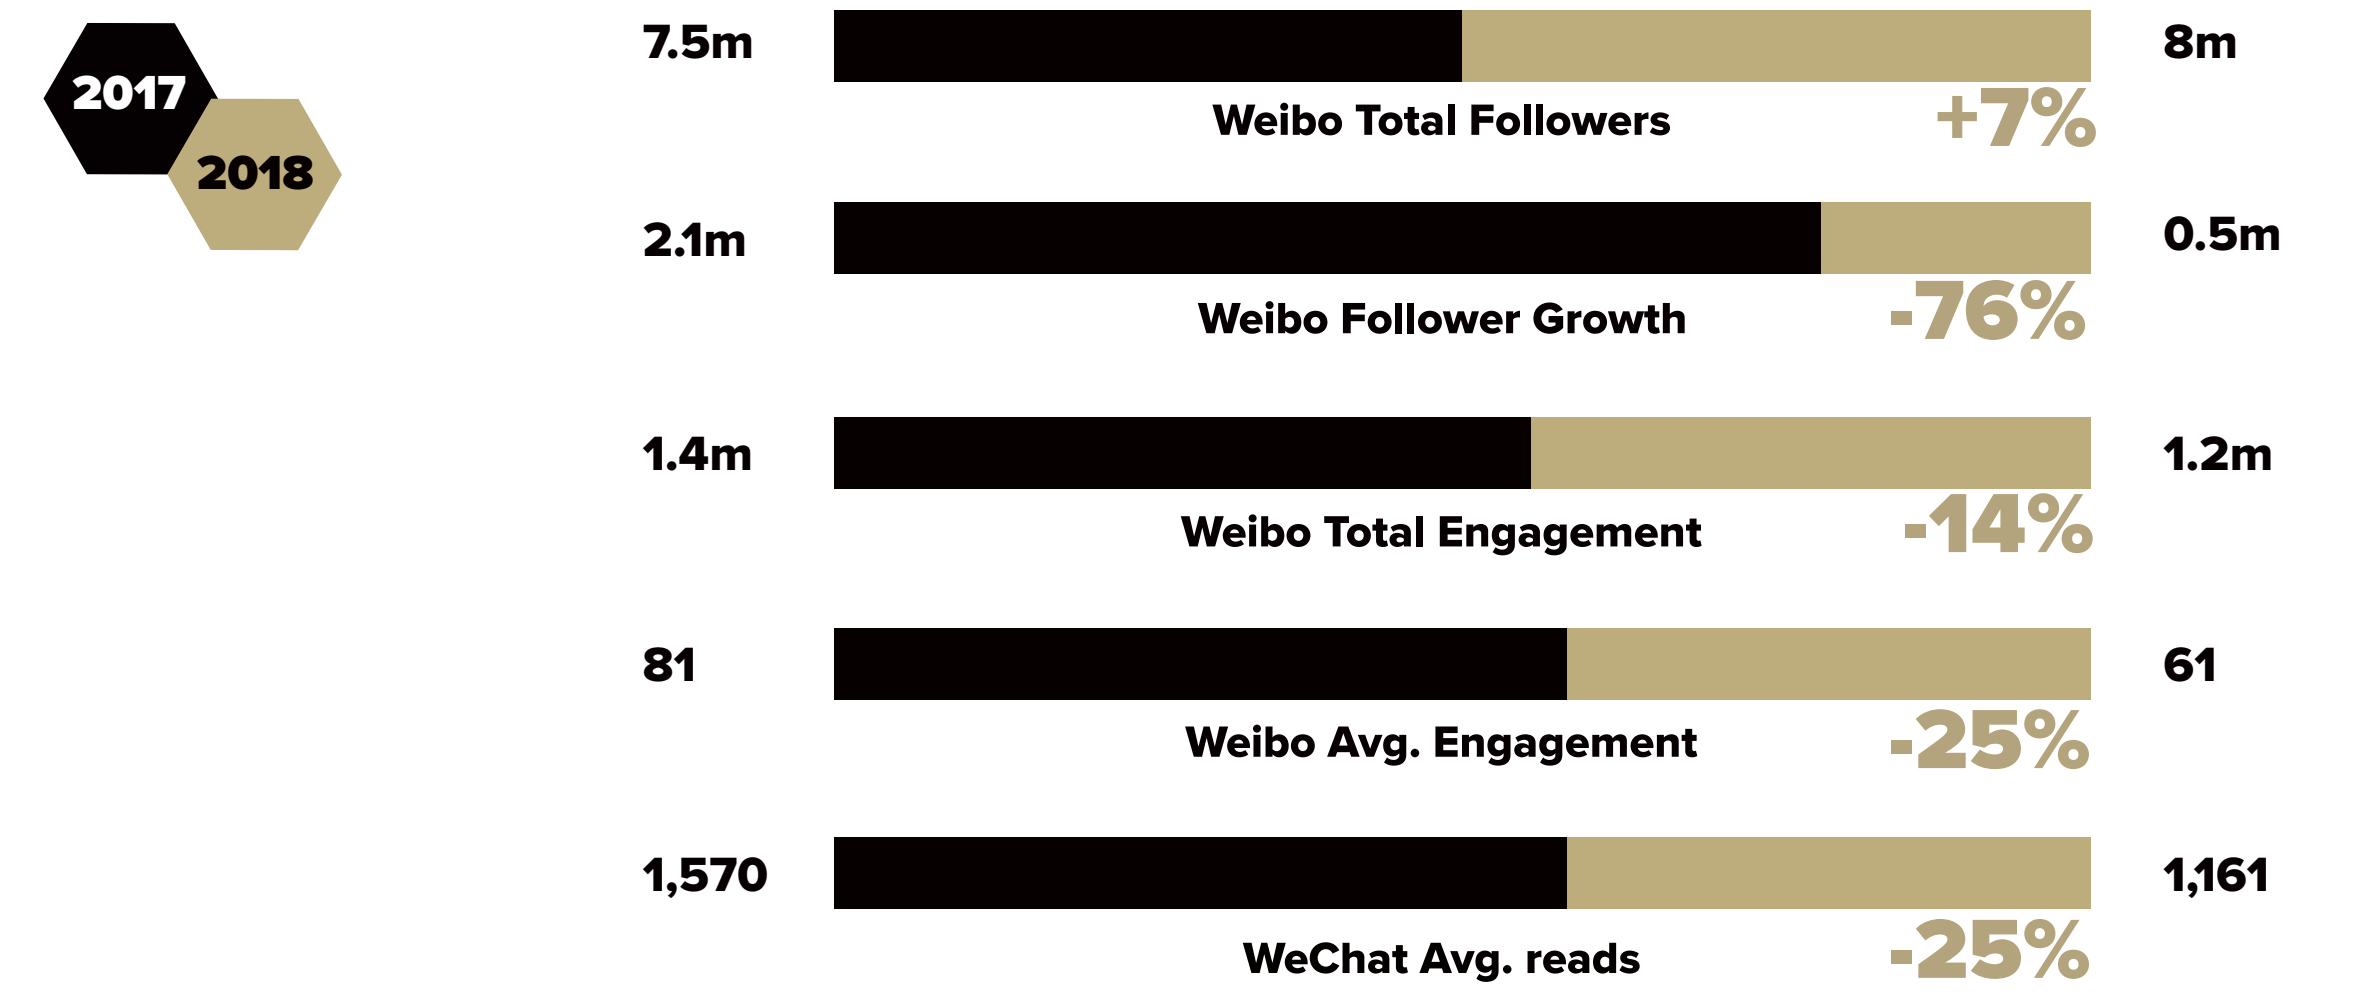 2017
2018
7.5m
8m
Weibo Total Followers
+7%
2.1m
0.5m
Weibo Follower Growth
-76%
1.4m
1.2m
Weibo Total Engagement
-14%
81
61
Weibo Avg. Engagement
-25%
1,570
1,161
WeChat Avg. reads
-25%